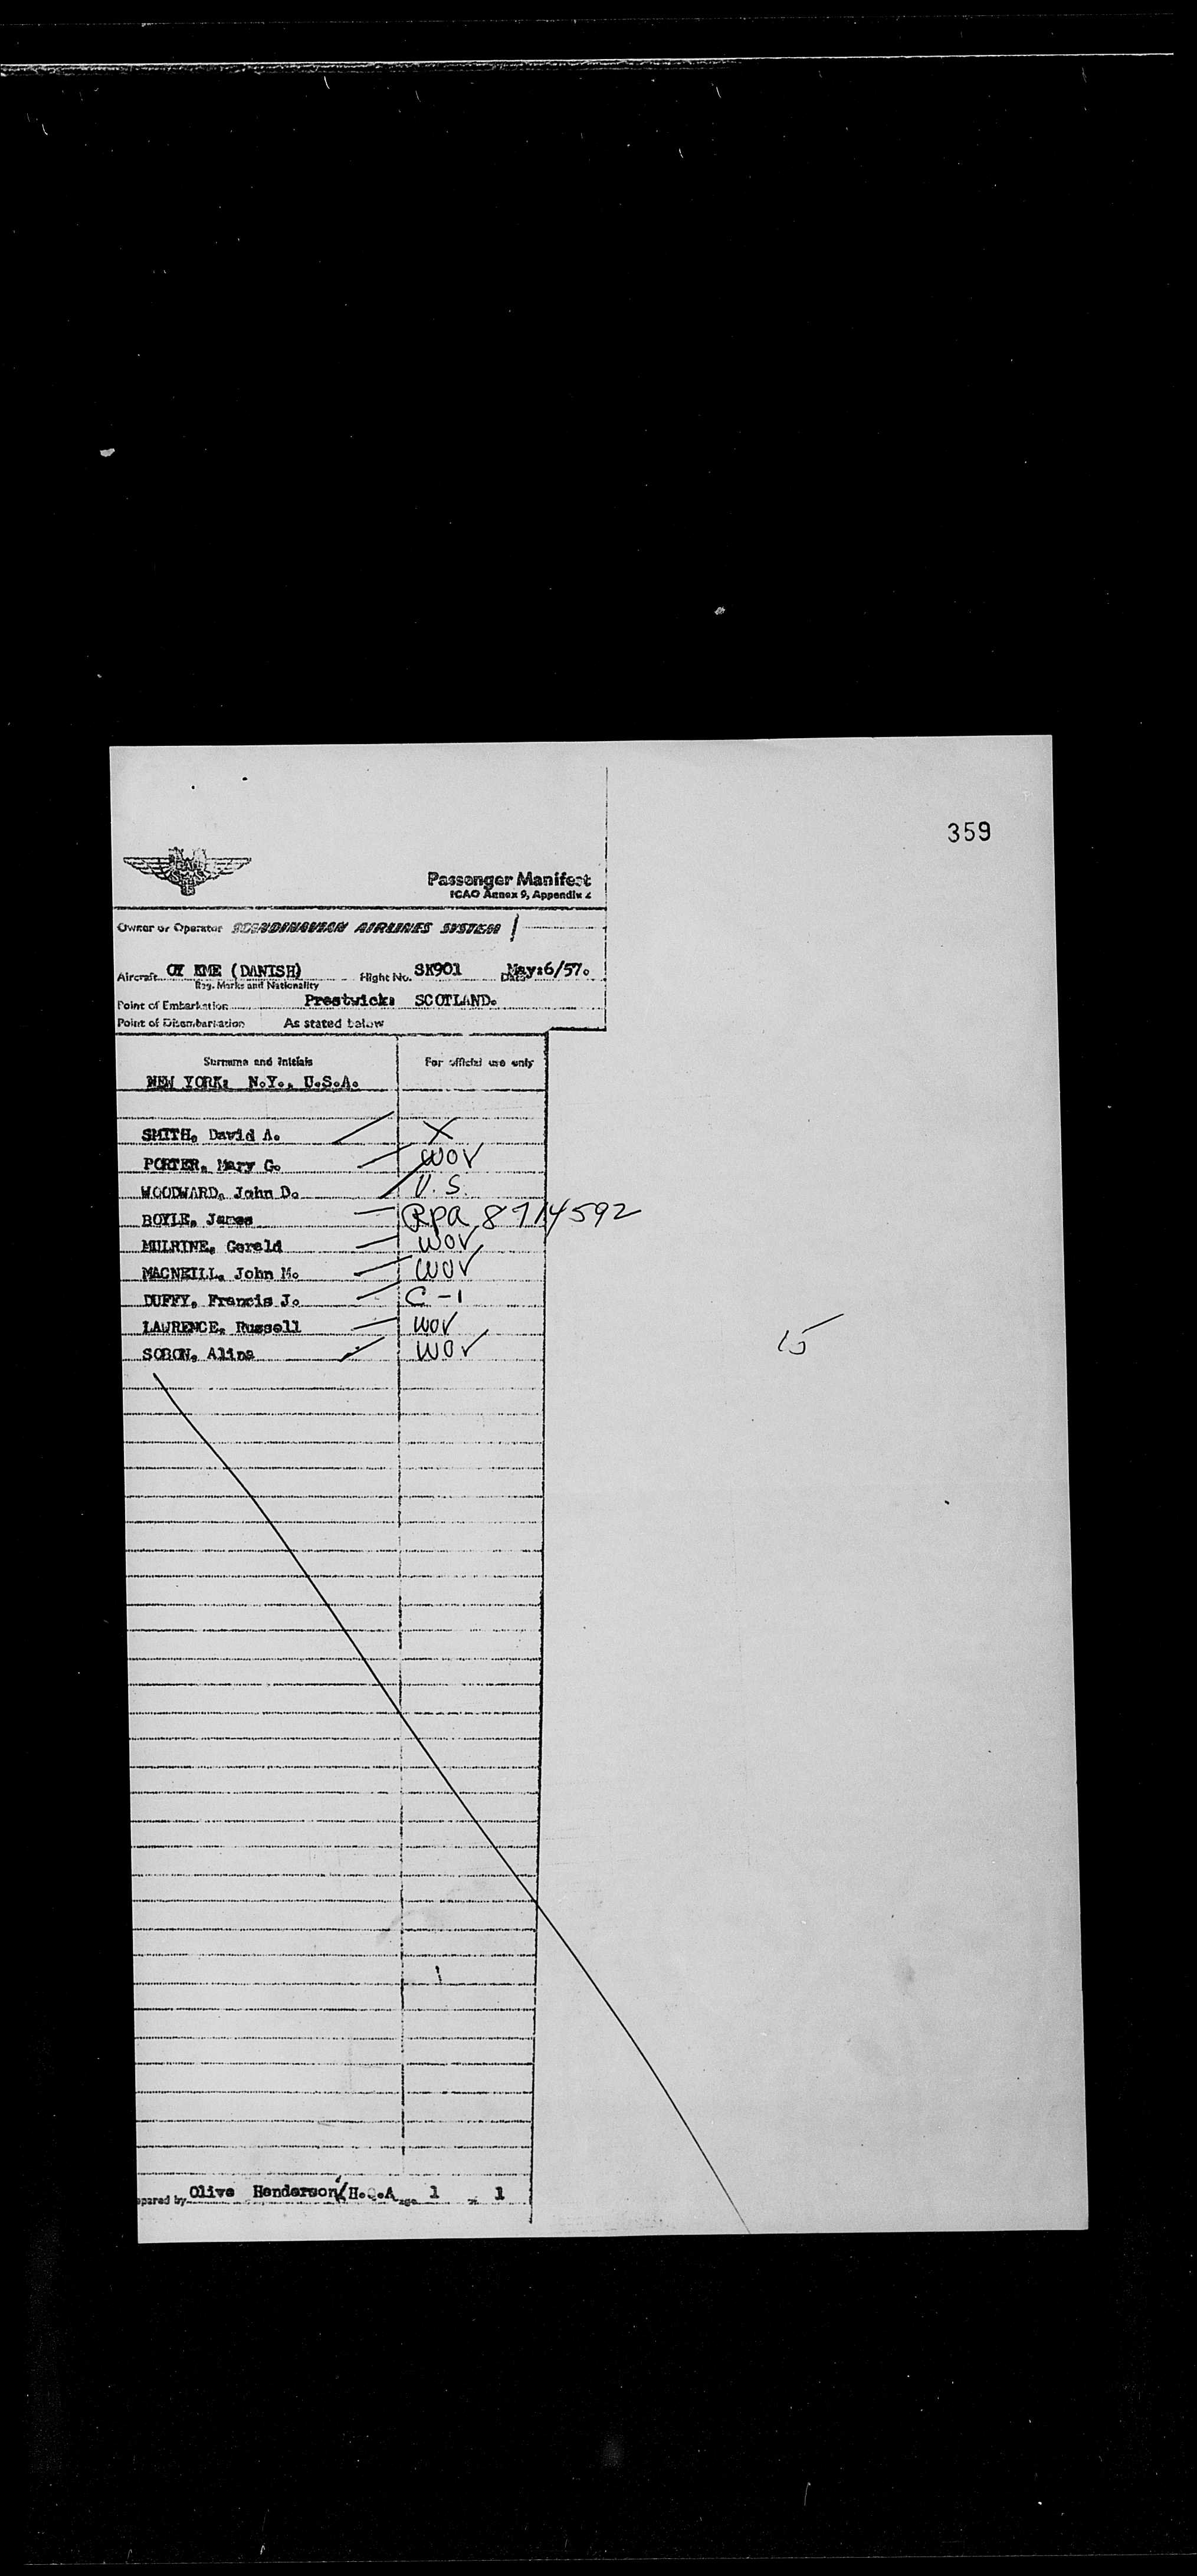 359
Passenger Manifest
ICAO Annex 9, Appendix 2
Owner or Operator SCANDINAVIAN AIRLINES SYSTEM
Aircraft OY KME (DANISH) Flight No. SK901 Date May:6/57.
Reg. Marks and Nationality
Point of Embarkation Prestwick: SCOTLAND.
Point of Disembarkation As stated below
Surname and Initials For official use only
NEW YORK: N.Y., U.S.A.
SMITH, David A. X
PORTER, Mary G. WOV
WOODWARD, John D. U.S.
BOYLE, James Rpa 8714592
MULRINE, Gerald WOV
MACNEILL, John M. WOV
DUFFY, Francis J. C-1
LAURENCE, Russell WOV
SOBON, Alina WOV
15
epared by Olive Henderson/H.Q.A 1 1